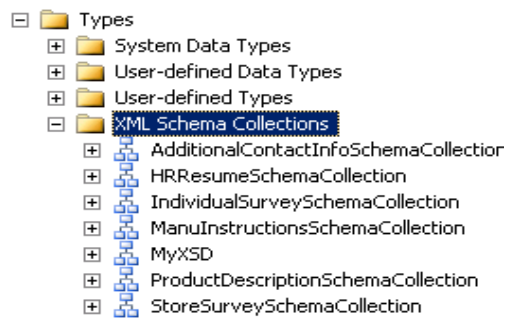 Types
System Data Types
User-defined Data Types
User-defined Types
XML Schema Collections
AdditionalContactInfoSchemaCollection
HRResumeSchemaCollection
IndividualSurveySchemaCollection
ManuInstructionsSchemaCollection
MyXSD
ProductDescriptionSchemaCollection
StoreSurveySchemaCollection